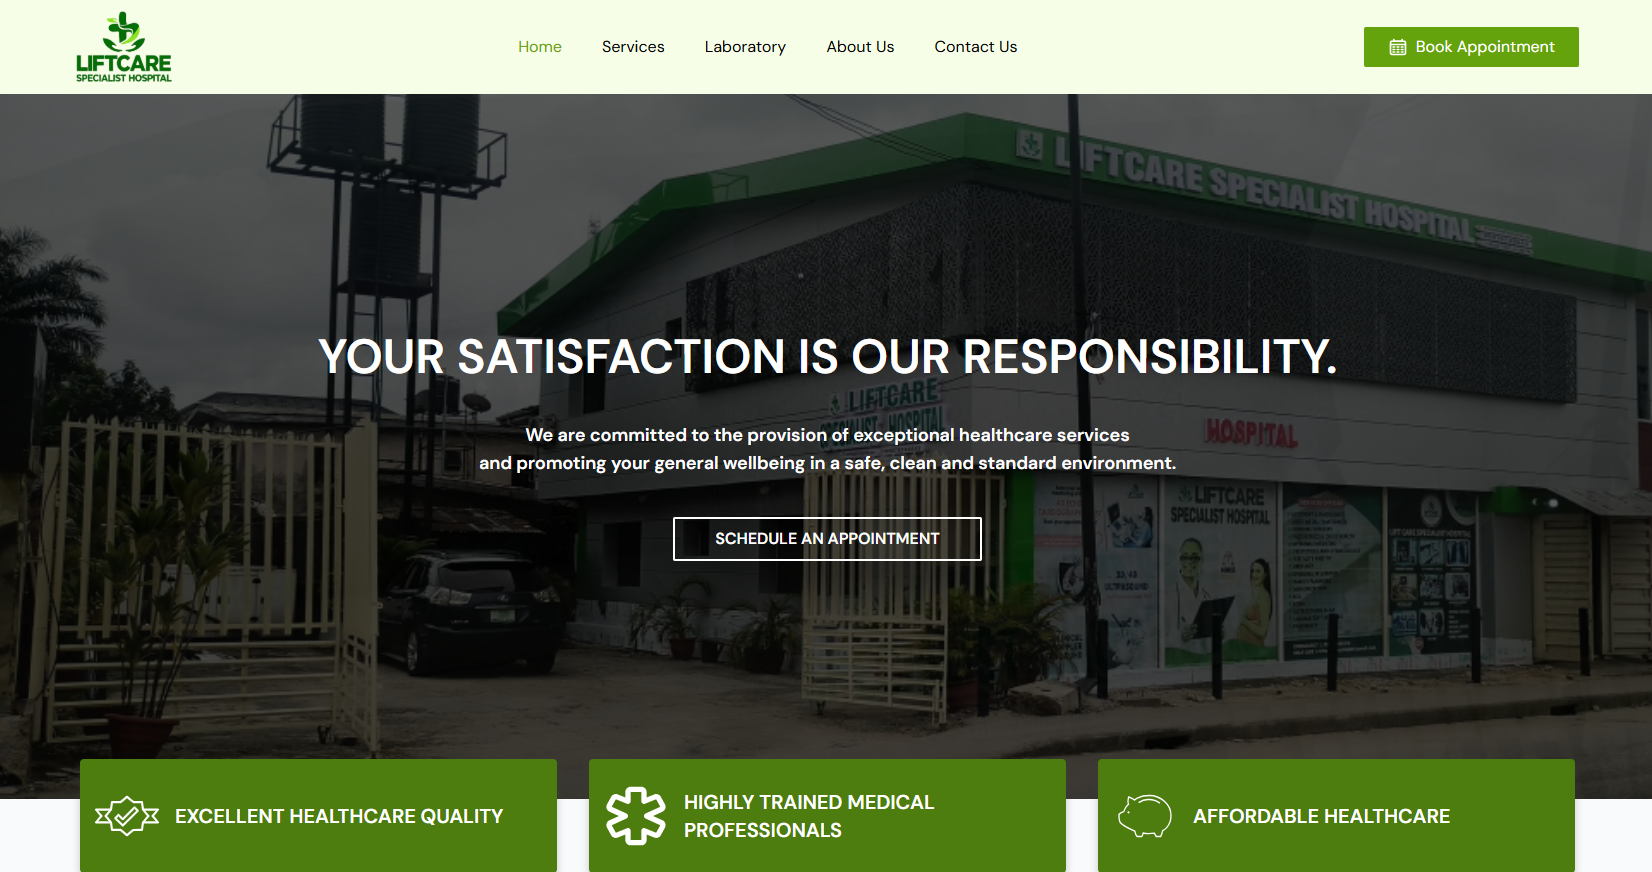 LIFTCARE
SPECIALIST HOSPITAL
Home
Services
Laboratory
About Us
Contact Us
Book Appointment
LIFTCARE SPECIALIST HOSPITAL
YOUR SATISFACTION IS OUR RESPONSIBILITY.
LIFTCARE
SPECIALIST HOSPITAL
HOSPITAL
We are committed to the provision of exceptional healthcare services
and promoting your general wellbeing in a safe, clean and standard environment.
LIFTCARE
SPECIALIST HOSPITAL
SCHEDULE AN APPOINTMENT
EXCELLENT HEALTHCARE QUALITY
HIGHLY TRAINED MEDICAL
PROFESSIONALS
AFFORDABLE HEALTHCARE